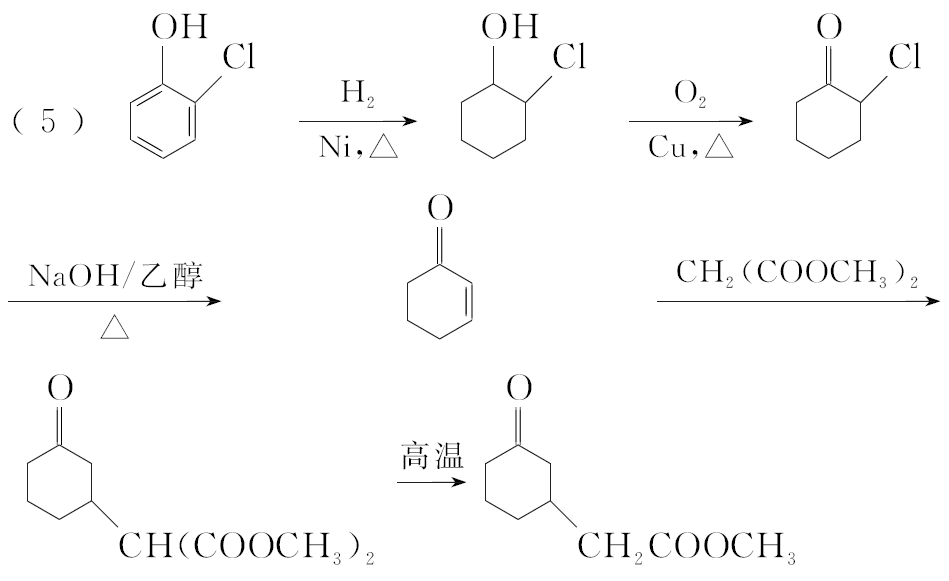 OH OH O
Cl Cl Cl
(5) H₂ O₂
Ni,△ Cu,△
O
NaOH/乙醇 CH₂(COOCH₃)₂
△
O O
高温
CH(COOCH₃)₂ CH₂COOCH₃